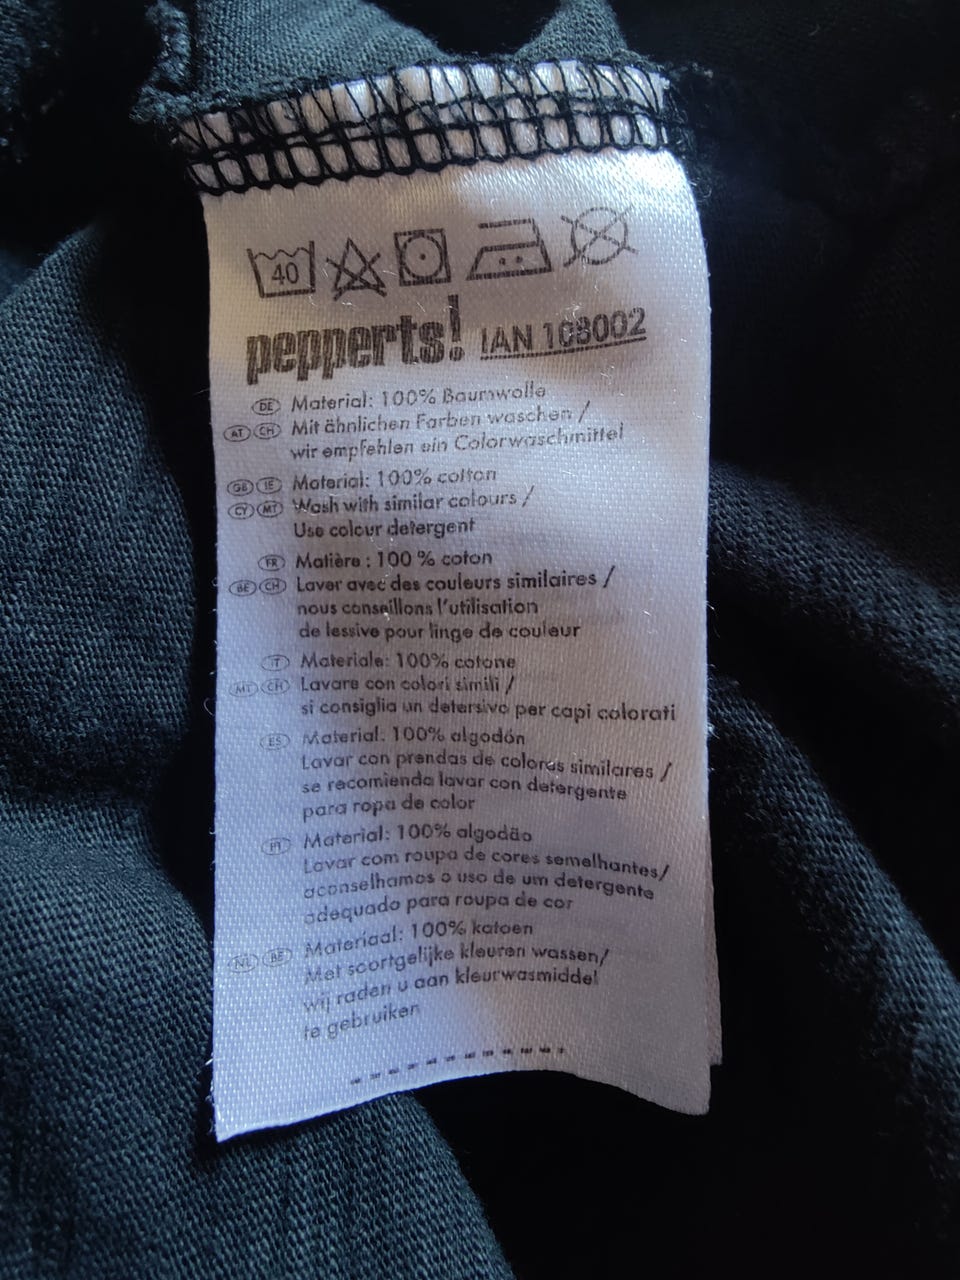 40
pepperts! IAN 108002
DE Material: 100% Baumwolle
AT CH Mit ähnlichen Farben waschen /
wir empfehlen ein Colorwaschmittel
GB IE Material: 100% cotton
CY MT Wash with similar colours /
Use colour detergent
FR Matière : 100 % coton
BE CH Laver avec des couleurs similaires /
nous conseillons l'utilisation
de lessive pour linge de couleur
IT Materiale: 100% cotone
MT CH Lavare con colori simili /
si consiglia un detersivo per capi colorati
ES Material: 100% algodón
Lavar con prendas de colores similares /
se recomienda lavar con detergente
para ropa de color
PT Material: 100% algodão
Lavar com roupa de cores semelhantes/
aconselhamos o uso de um detergente
adequado para roupa de cor
NL BE Materiaal: 100% katoen
Met soortgelijke kleuren wassen/
wij raden u aan kleurwasmiddel
te gebruiken